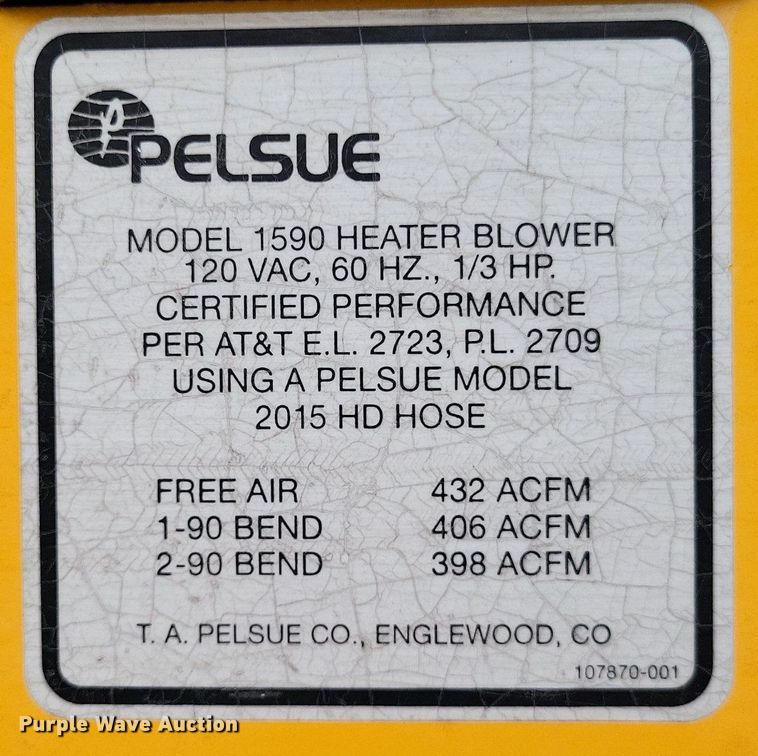 PELSUE
MODEL 1590 HEATER BLOWER
120 VAC, 60 HZ., 1/3 HP.
CERTIFIED PERFORMANCE
PER AT&T E.L. 2723, P.L. 2709
USING A PELSUE MODEL
2015 HD HOSE
FREE AIR 432 ACFM
1-90 BEND 406 ACFM
2-90 BEND 398 ACFM
T. A. PELSUE CO., ENGLEWOOD, CO
107870-001
Purple Wave Auction